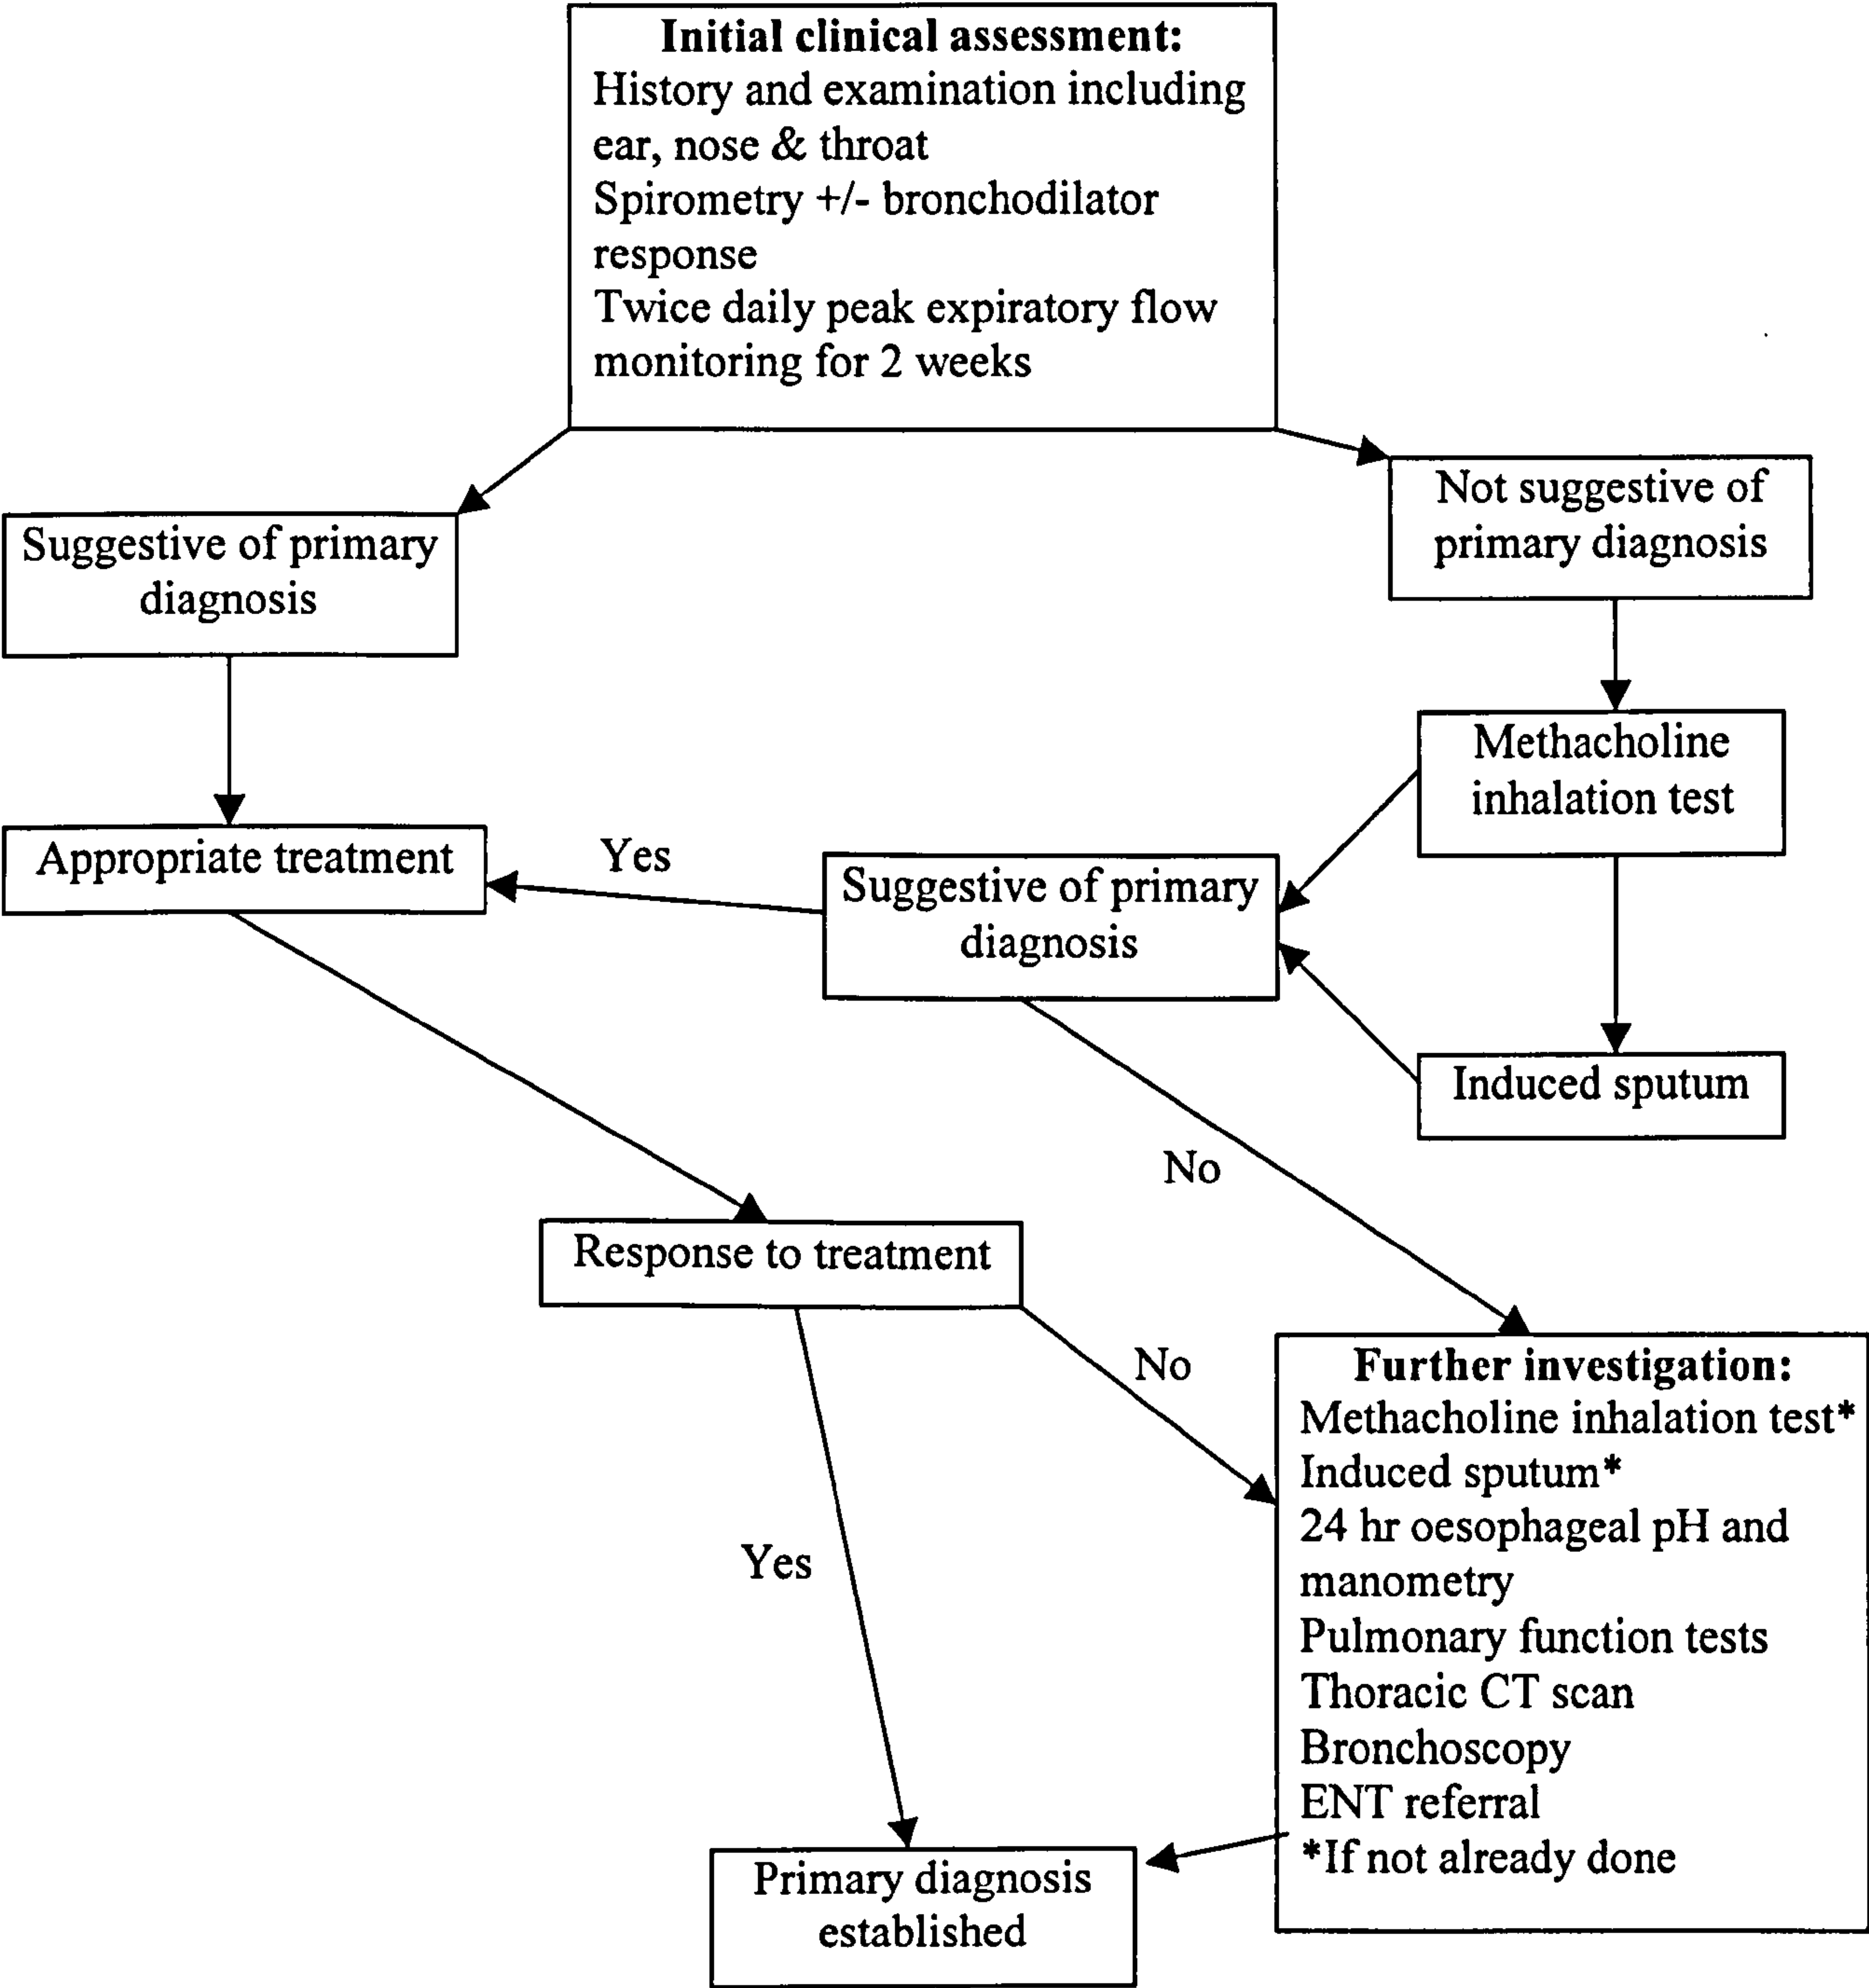 Initial clinical assessment:
History and examination including
ear, nose & throat
Spirometry +/- bronchodilator
response
Twice daily peak expiratory flow
monitoring for 2 weeks
Suggestive of primary
diagnosis
Not suggestive of
primary diagnosis
Methacholine
inhalation test
Appropriate treatment
Yes
Suggestive of primary
diagnosis
Induced sputum
No
Response to treatment
No
Yes
Further investigation:
Methacholine inhalation test*
Induced sputum*
24 hr oesophageal pH and
manometry
Pulmonary function tests
Thoracic CT scan
Bronchoscopy
ENT referral
*If not already done
Primary diagnosis
established